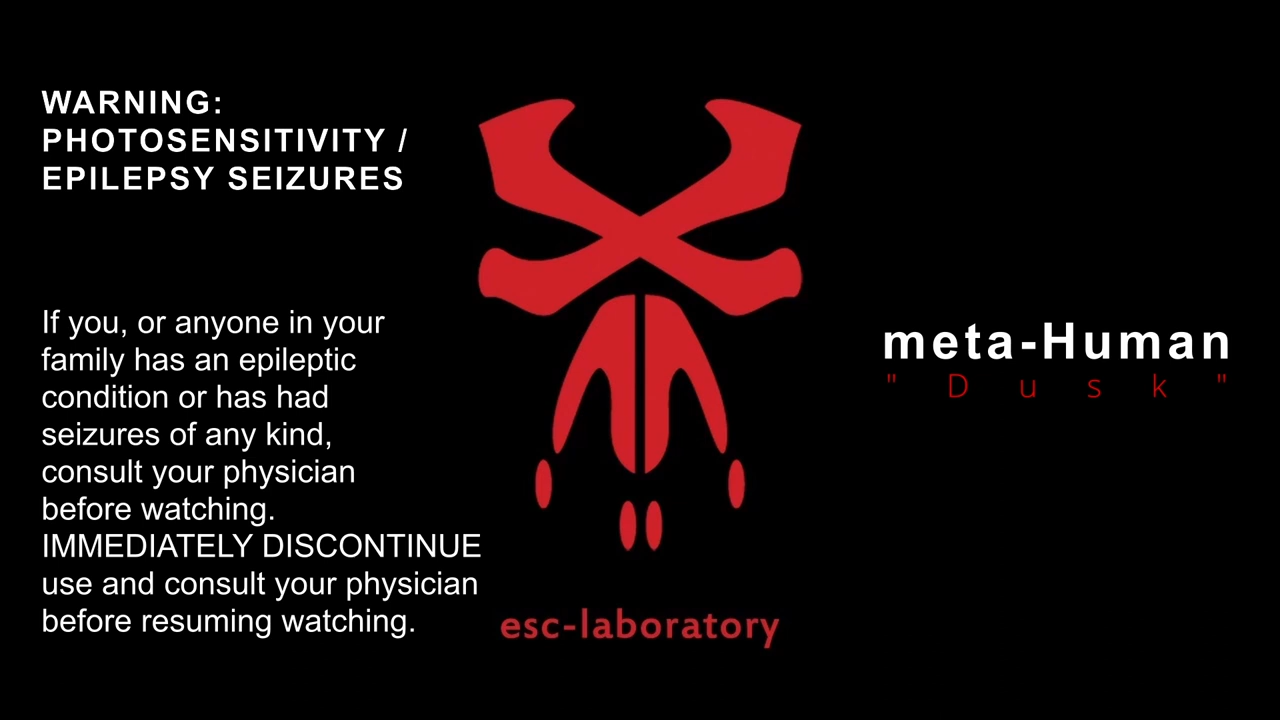 WARNING:
PHOTOSENSITIVITY /
EPILEPSY SEIZURES
If you, or anyone in your
family has an epileptic
condition or has had
seizures of any kind,
consult your physician
before watching.
IMMEDIATELY DISCONTINUE
use and consult your physician
before resuming watching.
esc-laboratory
meta-Human
" D u s k "